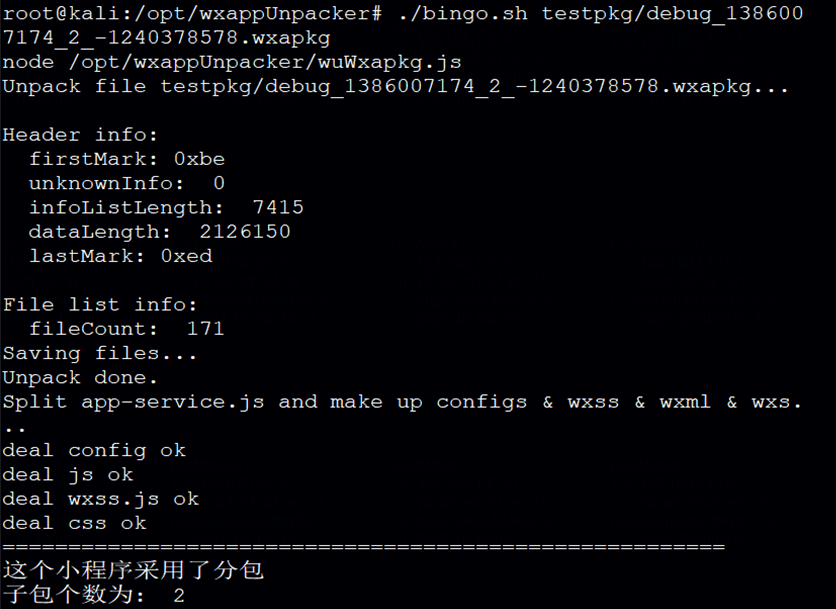 root@kali:/opt/wxappUnpacker# ./bingo.sh testpkg/debug_138600
7174_2_-1240378578.wxapkg
node /opt/wxappUnpacker/wuWxapkg.js
Unpack file testpkg/debug_1386007174_2_-1240378578.wxapkg...
Header info:
  firstMark: 0xbe
  unknownInfo:  0
  infoListLength:  7415
  dataLength:  2126150
  lastMark: 0xed
File list info:
  fileCount:  171
Saving files...
Unpack done.
Split app-service.js and make up configs & wxss & wxml & wxs.
..
deal config ok
deal js ok
deal wxss.js ok
deal css ok
=======================================================
这个小程序采用了分包
子包个数为： 2